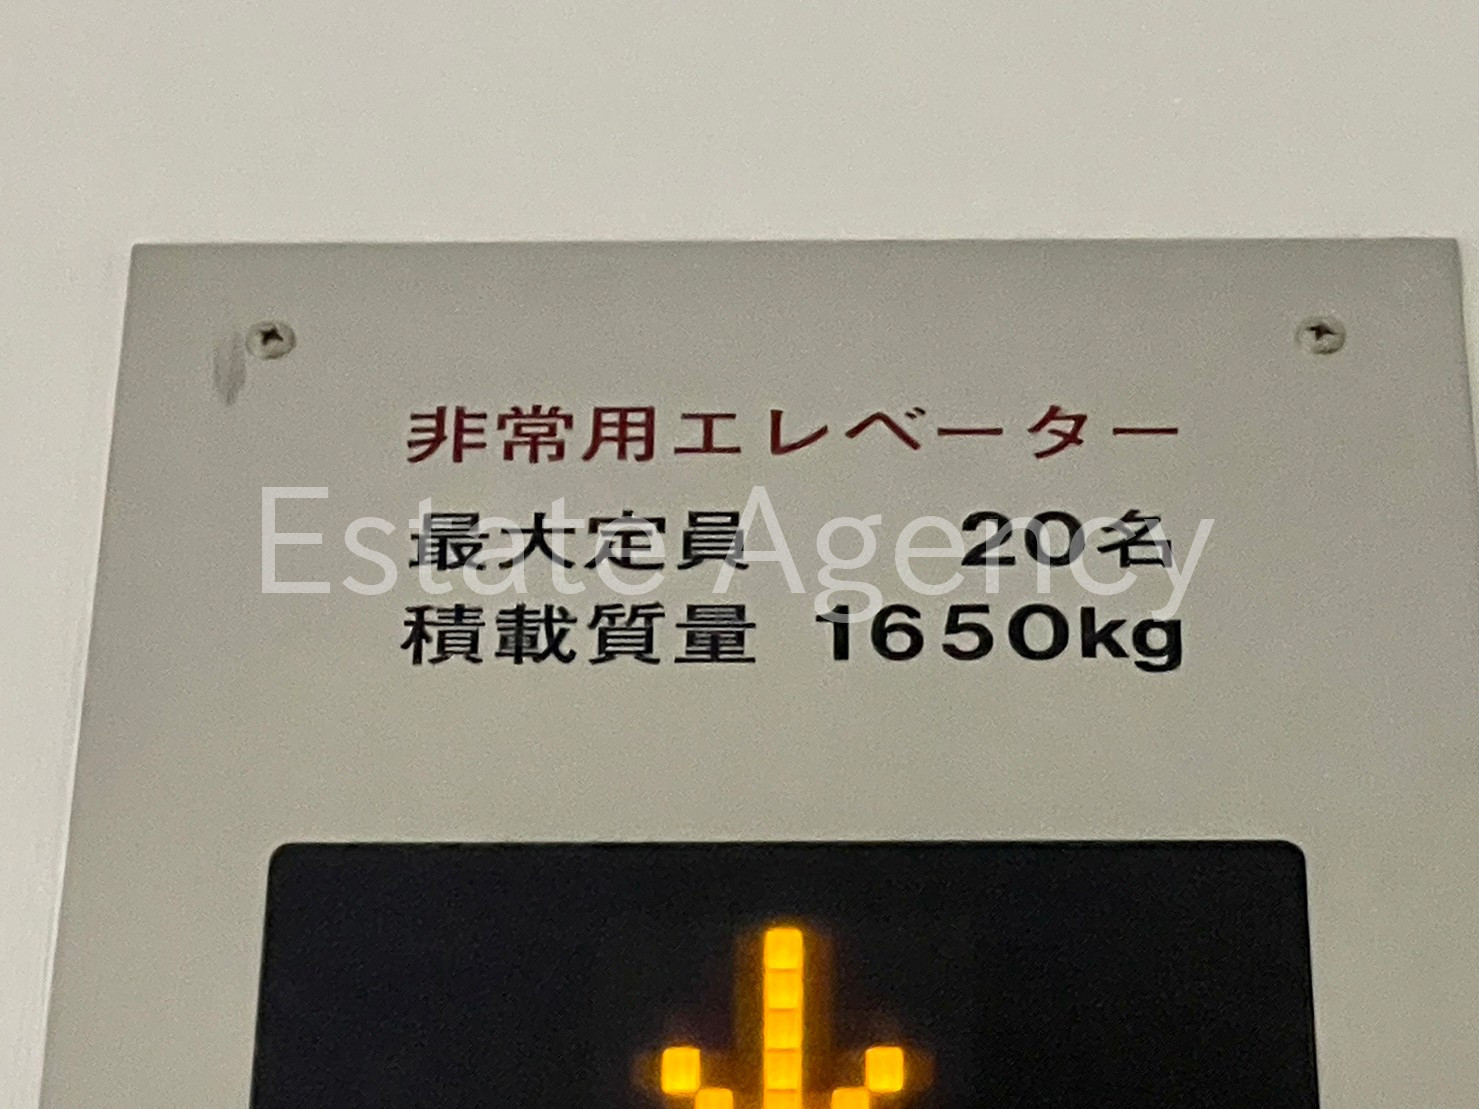 非常用エレベーター
Estate Agency
最大定員 20名
積載質量 1650kg